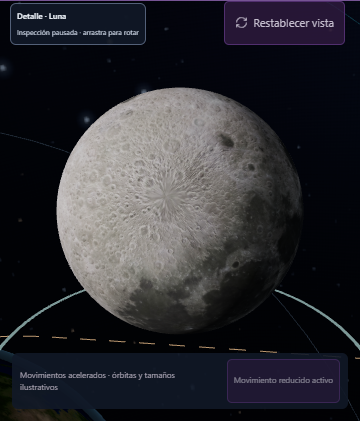 Detalle · Luna
Inspección pausada · arrastra para rotar
Restablecer vista
Movimientos acelerados · órbitas y tamaños
ilustrativos
Movimiento reducido activo